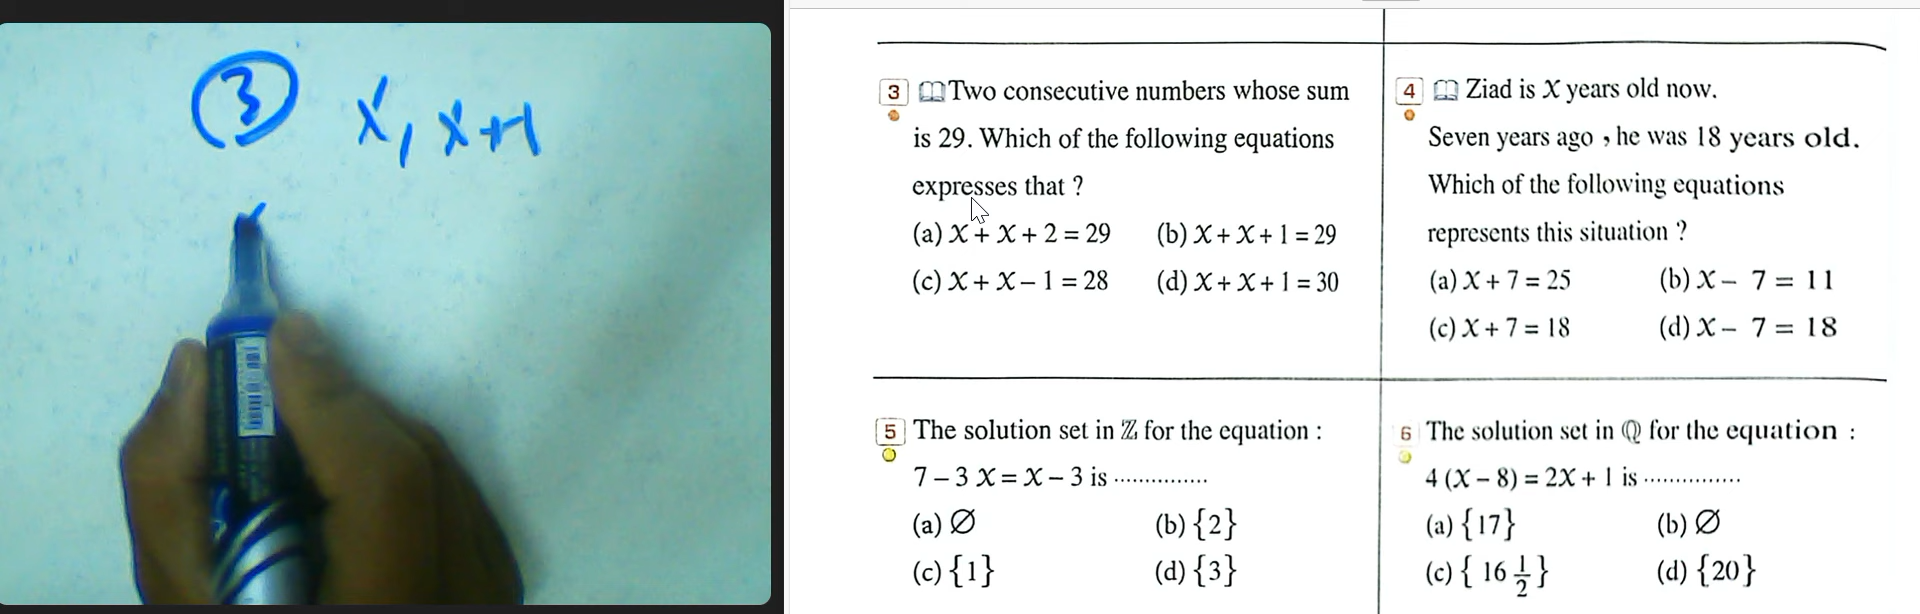 ③ x, x+1
3 Two consecutive numbers whose sum
is 29. Which of the following equations
expresses that ?
(a) X + X + 2 = 29 (b) X + X + 1 = 29
(c) X + X – 1 = 28 (d) X + X + 1 = 30
4 Ziad is X years old now.
Seven years ago , he was 18 years old.
Which of the following equations
represents this situation ?
(a) X + 7 = 25 (b) X – 7 = 11
(c) X + 7 = 18 (d) X – 7 = 18
5 The solution set in ℤ for the equation :
7 – 3 X = X – 3 is ...............
(a) ∅ (b) {2}
(c) {1} (d) {3}
6 The solution set in ℚ for the equation :
4 (X – 8) = 2X + 1 is ...............
(a) {17} (b) ∅
(c) { 16 1/2 } (d) {20}